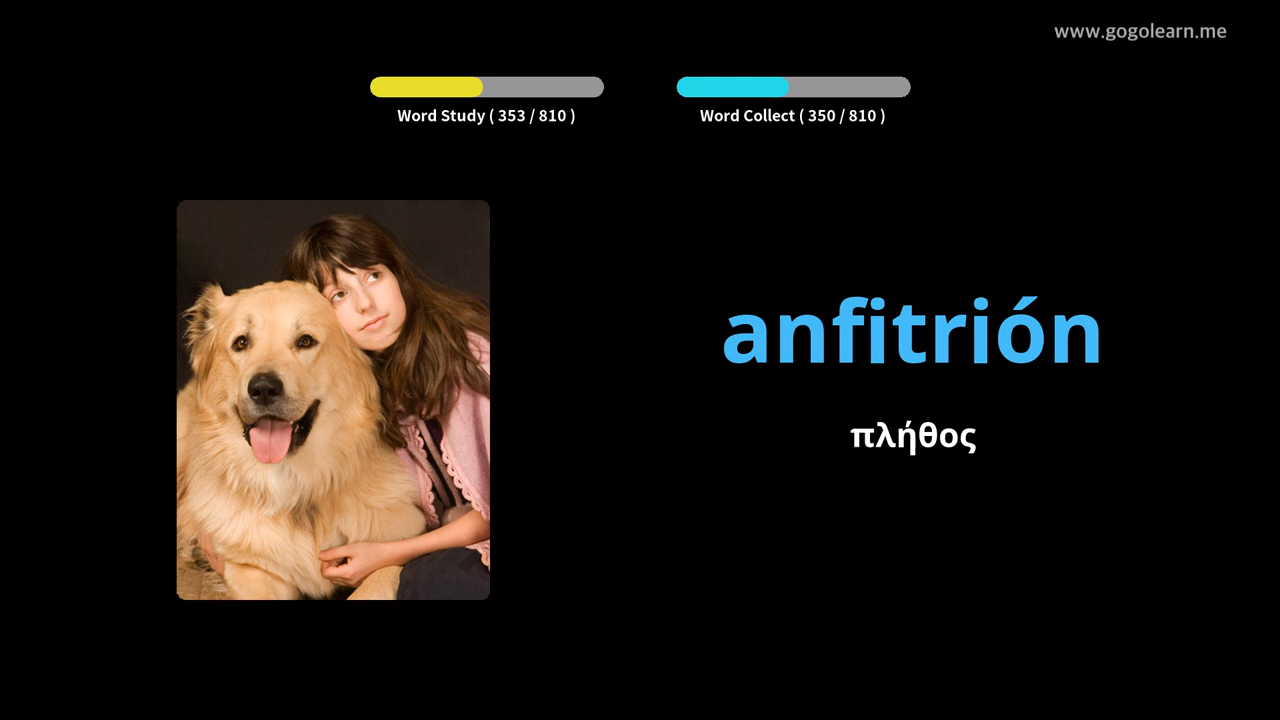 www.gogolearn.me
Word Study ( 353 / 810 )
Word Collect ( 350 / 810 )
anfitrión
πλήθος